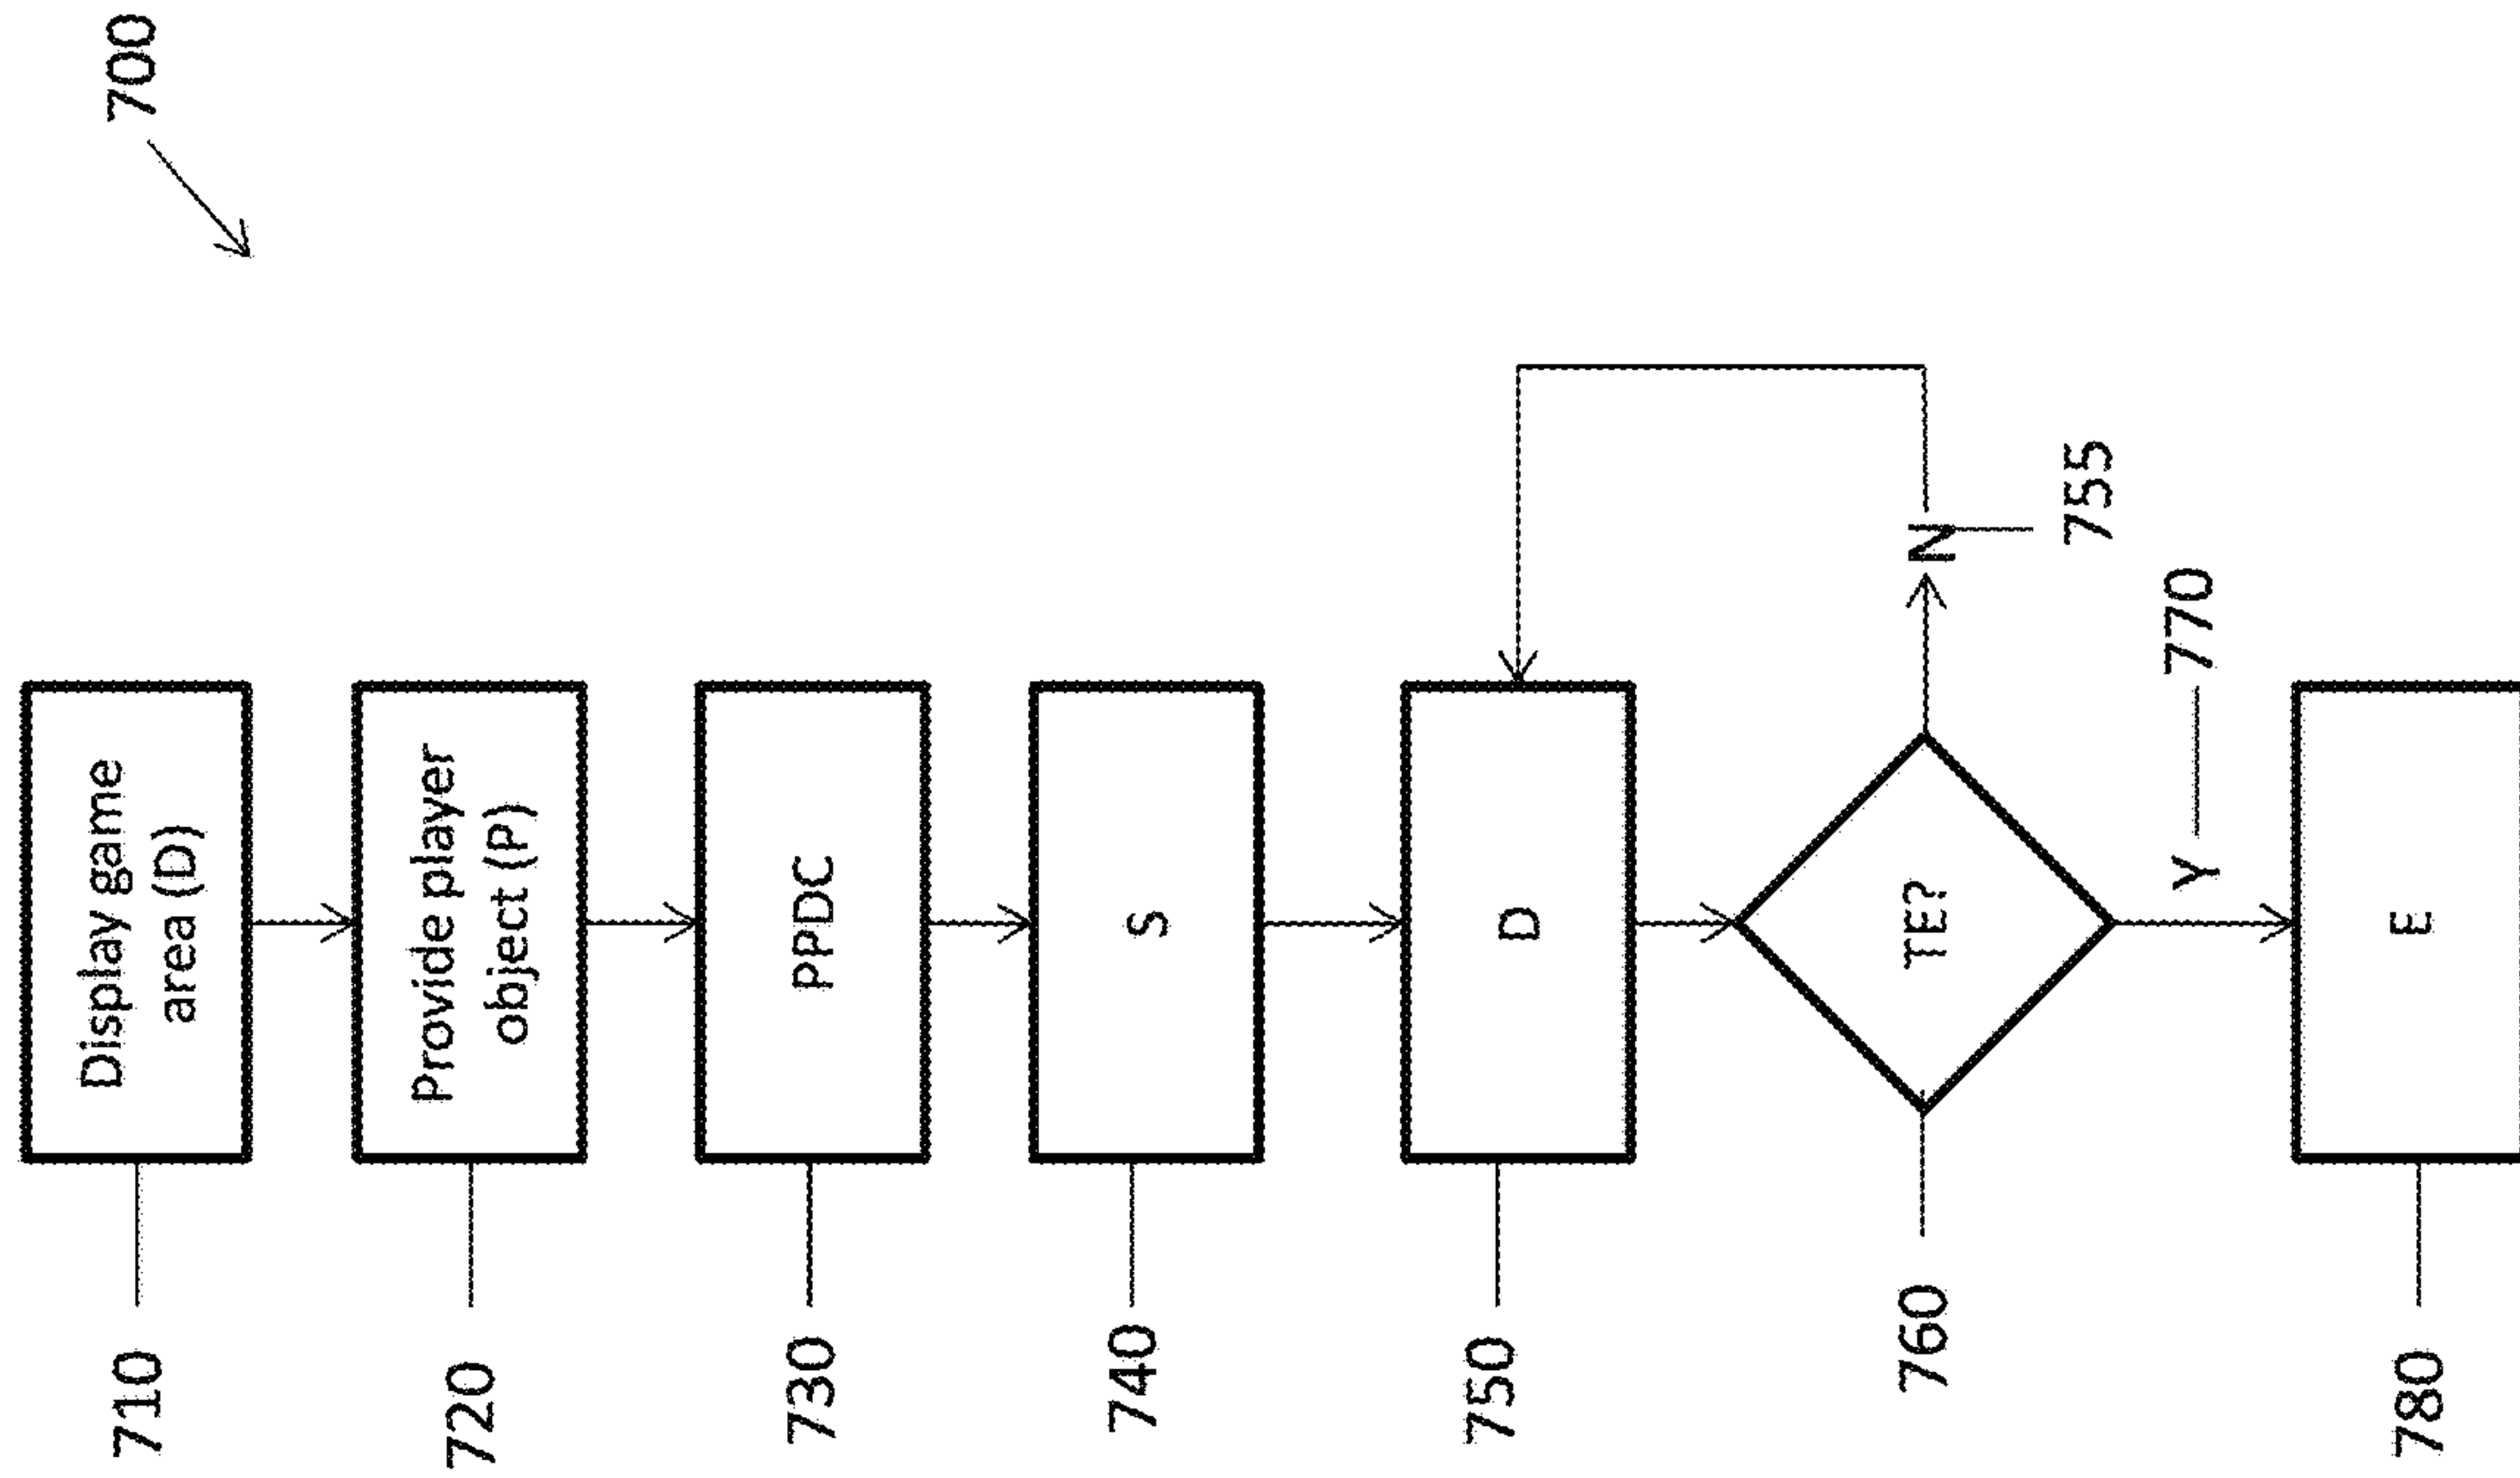 700
710
Display game
area (D)
720
Provide player
object (P)
730
PPDC
740
S
750
D
760
TE?
N
755
Y
770
780
E